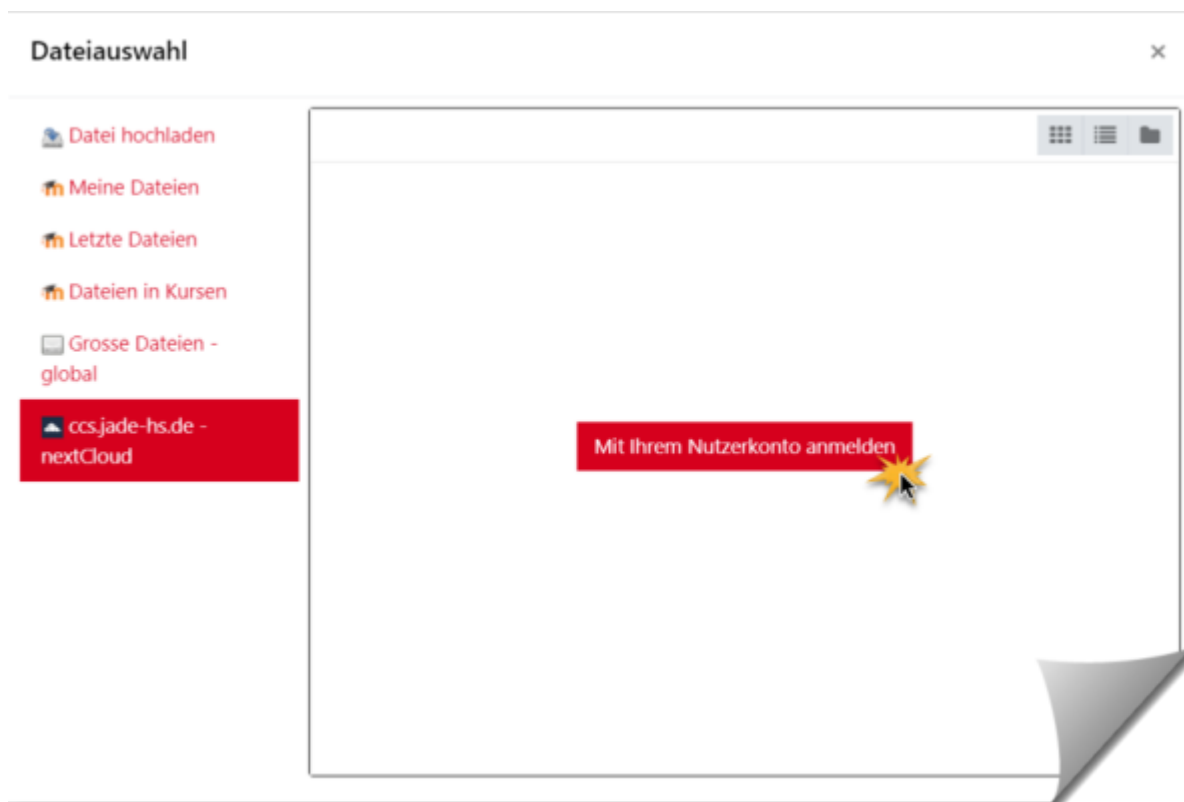 Dateiauswahl
×
Datei hochladen
Meine Dateien
Letzte Dateien
Dateien in Kursen
Grosse Dateien -
global
ccs.jade-hs.de -
nextCloud
Mit Ihrem Nutzerkonto anmelden